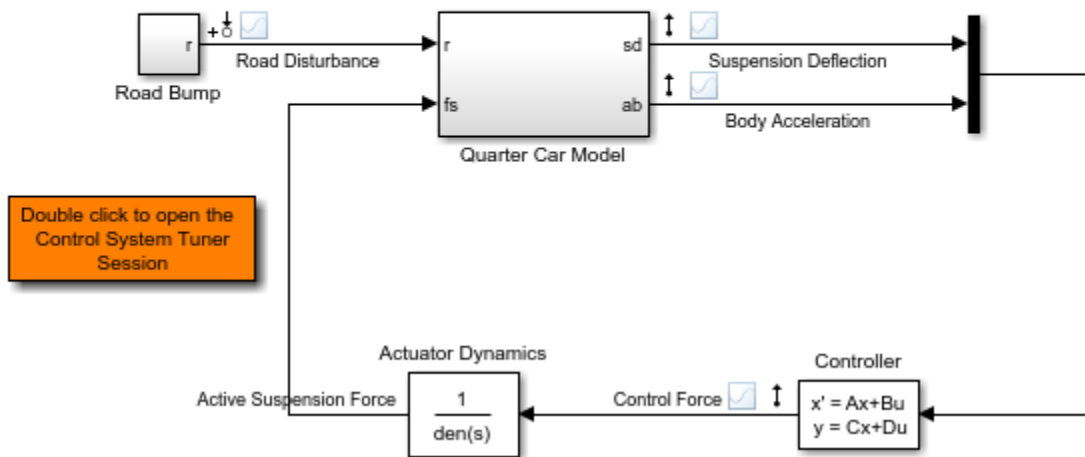 r
Road Bump
Road Disturbance
r
fs
sd
ab
Quarter Car Model
Suspension Deflection
Body Acceleration
Double click to open the
Control System Tuner
Session
Actuator Dynamics
Active Suspension Force
1
den(s)
Control Force
Controller
x' = Ax+Bu
y = Cx+Du